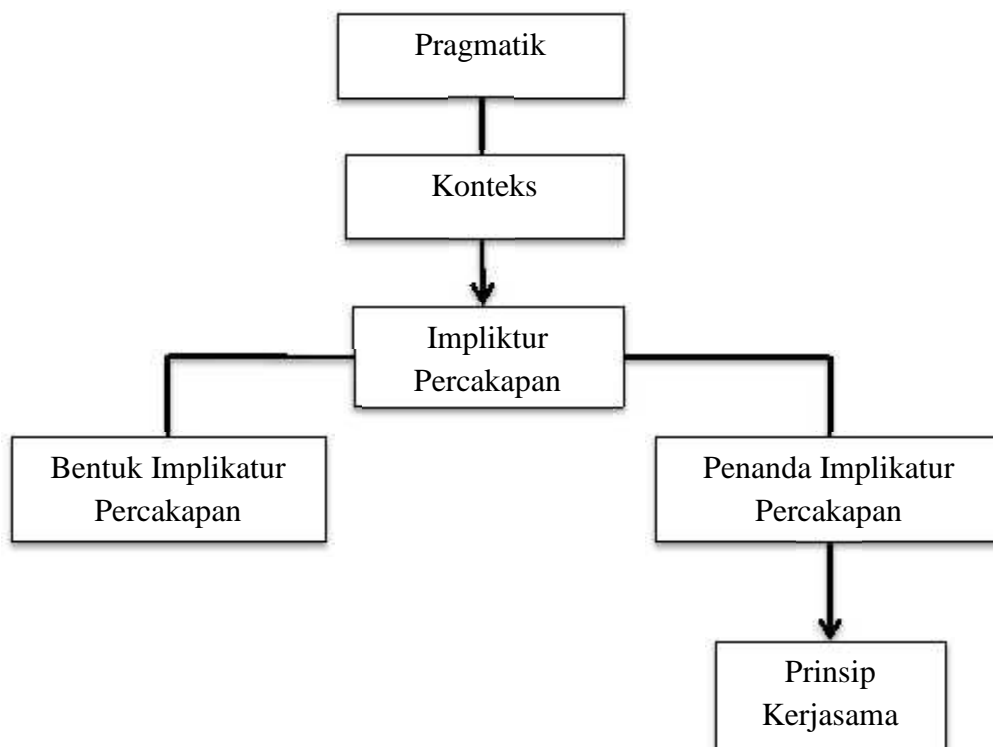 Pragmatik
Konteks
Impliktur
Percakapan
Bentuk Implikatur
Percakapan
Penanda Implikatur
Percakapan
Prinsip
Kerjasama